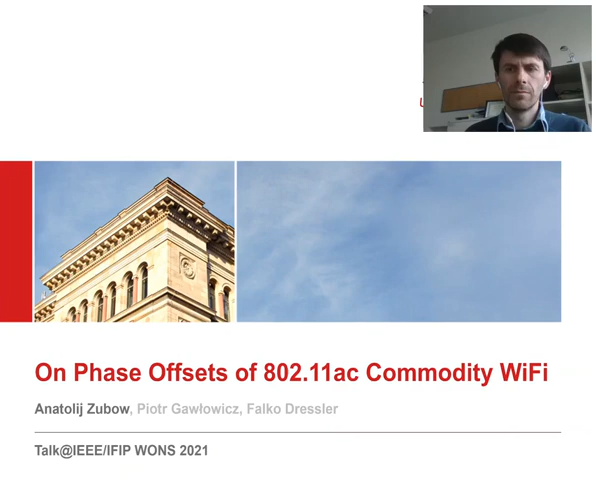 On Phase Offsets of 802.11ac Commodity WiFi
Anatolij Zubow, Piotr Gawłowicz, Falko Dressler
Talk@IEEE/IFIP WONS 2021